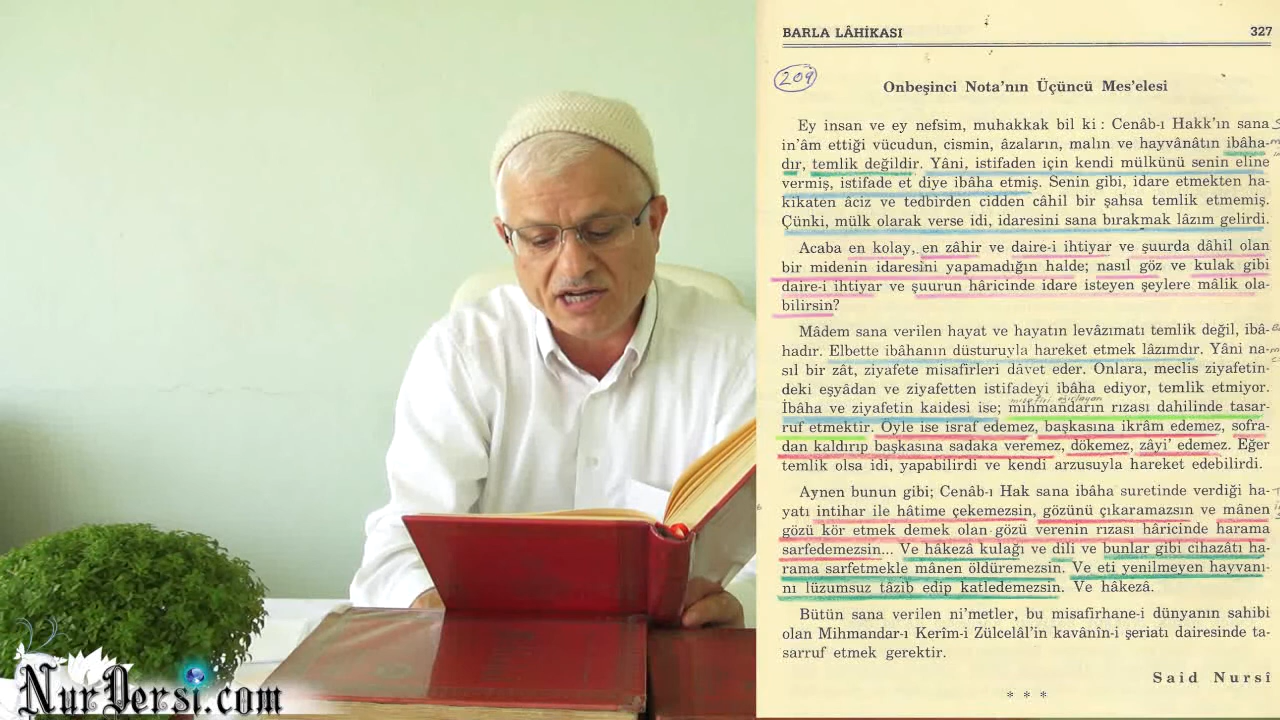 BARLA LÂHİKASI 327
209
Onbeşinci Nota'nın Üçüncü Mes'elesi
Ey insan ve ey nefsim, muhakkak bil ki : Cenâb-ı Hakk'ın sana
in'âm ettiği vücudun, cismin, âzaların, malın ve hayvânâtın ibâha-
dır, temlik değildir. Yâni, istifaden için kendi mülkünü senin eline
vermiş, istifade et diye ibâha etmiş. Senin gibi, idare etmekten ha-
kikaten âciz ve tedbirden cidden câhil bir şahsa temlik etmemiş.
Çünki, mülk olarak verse idi, idaresini sana bırakmak lâzım gelirdi.
Acaba en kolay, en zâhir ve daire-i ihtiyar ve şuurda dâhil olan
bir midenin idaresini yapamadığın halde; nasıl göz ve kulak gibi
daire-i ihtiyar ve şuurun hâricinde idare isteyen şeylere mâlik ola-
bilirsin?
Mâdem sana verilen hayat ve hayatın levâzımatı temlik değil, ibâ-
hadır. Elbette ibâhanın düsturuyla hareket etmek lâzımdır. Yâni na-
sıl bir zât, ziyafete misafirleri dâvet eder. Onlara, meclis ziyafetin-
deki eşyâdan ve ziyafetten istifadeyi ibâha ediyor, temlik etmiyor.
İbâha ve ziyafetin kaidesi ise; mihmandarın rızası dahilinde tasar-
ruf etmektir. Öyle ise israf edemez, başkasına ikrâm edemez, sofra-
dan kaldırıp başkasına sadaka veremez, dökemez, zâyi' edemez. Eğer
temlik olsa idi, yapabilirdi ve kendi arzusuyla hareket edebilirdi.
Aynen bunun gibi; Cenâb-ı Hak sana ibâha suretinde verdiği ha-
yatı intihar ile hâtime çekemezsin, gözünü çıkaramazsın ve mânen
gözü kör etmek demek olan gözü verenin rızası hâricinde harama
sarfedemezsin... Ve hâkezâ kulağı ve dili ve bunlar gibi cihazâtı ha-
rama sarfetmekle mânen öldüremezsin. Ve eti yenilmeyen hayvanı-
nı lüzumsuz tâzib edip katledemezsin. Ve hâkezâ.
Bütün sana verilen ni'metler, bu misafirhane-i dünyanın sahibi
olan Mihmandar-ı Kerîm-i Zülcelâl'in kavânîn-i şeriatı dairesinde ta-
sarruf etmek gerektir.
Said Nursî
* * *
NurDersi.com